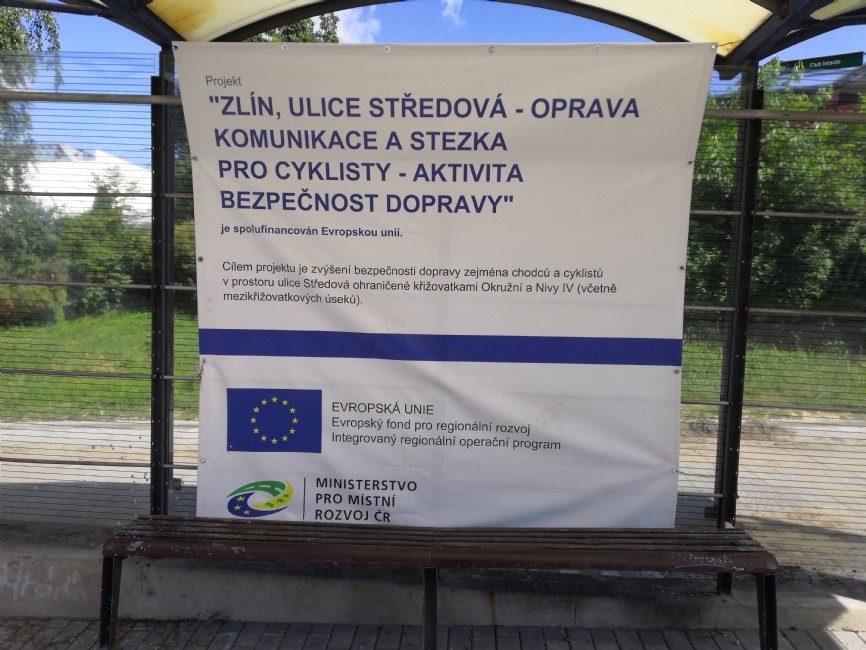 Club Intacto
Projekt
"ZLÍN, ULICE STŘEDOVÁ - OPRAVA
KOMUNIKACE A STEZKA
PRO CYKLISTY - AKTIVITA
BEZPEČNOST DOPRAVY"
je spolufinancován Evropskou unií.
Cílem projektu je zvýšení bezpečnosti dopravy zejména chodců a cyklistů
v prostoru ulice Středová ohraničené křižovatkami Okružní a Nivy IV (včetně
mezikřižovatkových úseků).
EVROPSKÁ UNIE
Evropský fond pro regionální rozvoj
Integrovaný regionální operační program
MINISTERSTVO
PRO MÍSTNÍ
ROZVOJ ČR